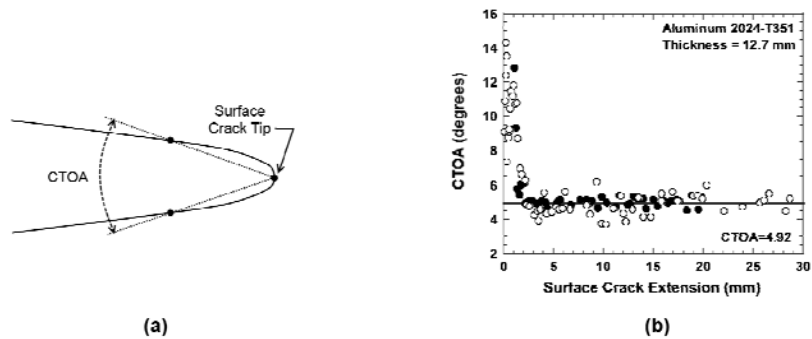 Surface
Crack Tip
CTOA
(a)
16
14
12
10
8
6
4
2
CTOA (degrees)
Aluminum 2024-T351
Thickness = 12.7 mm
CTOA=4.92
0 5 10 15 20 25 30
Surface Crack Extension (mm)
(b)